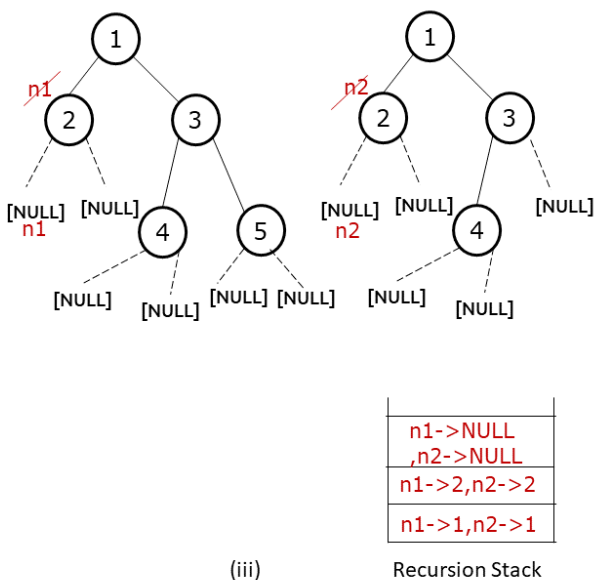 1 1
n1 n2
2 3 2 3
[NULL] [NULL] [NULL] [NULL] [NULL]
n1 n2
4 5 4
[NULL] [NULL] [NULL] [NULL] [NULL] [NULL]
n1->NULL
,n2->NULL
n1->2,n2->2
n1->1,n2->1
(iii) Recursion Stack